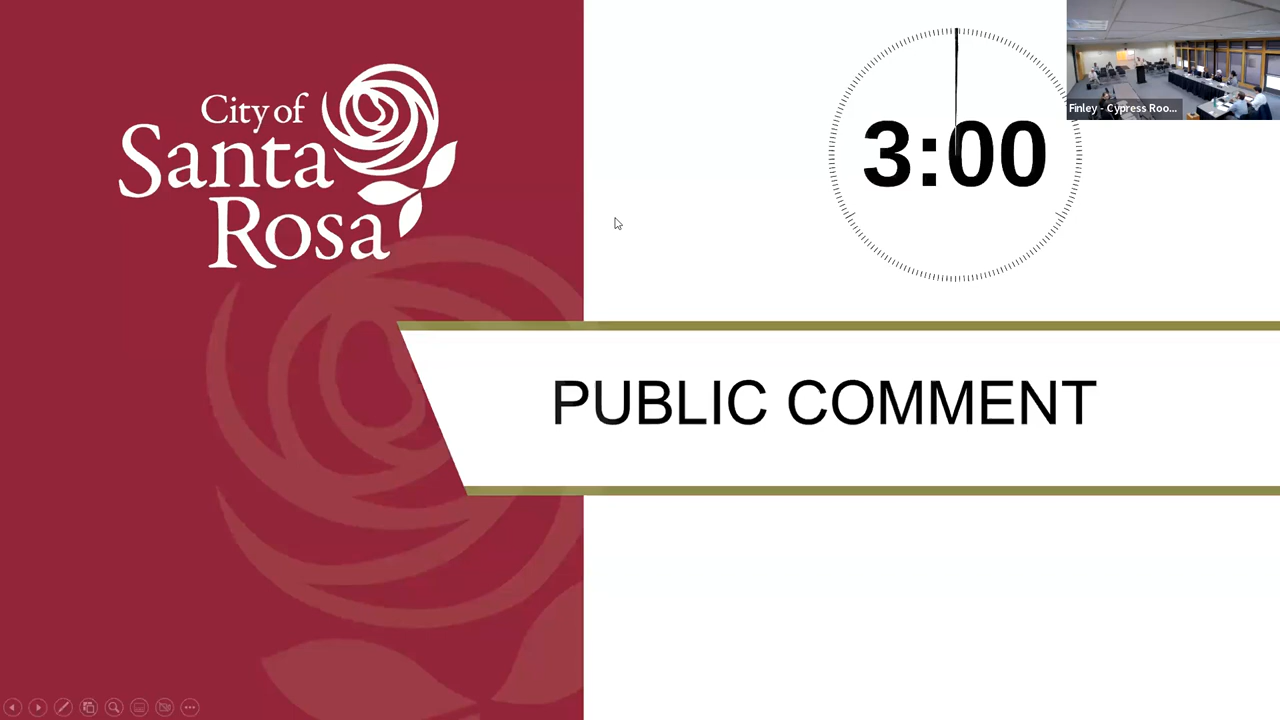 City of
Santa
Rosa
3:00
Finley - Cypress Roo...
PUBLIC COMMENT